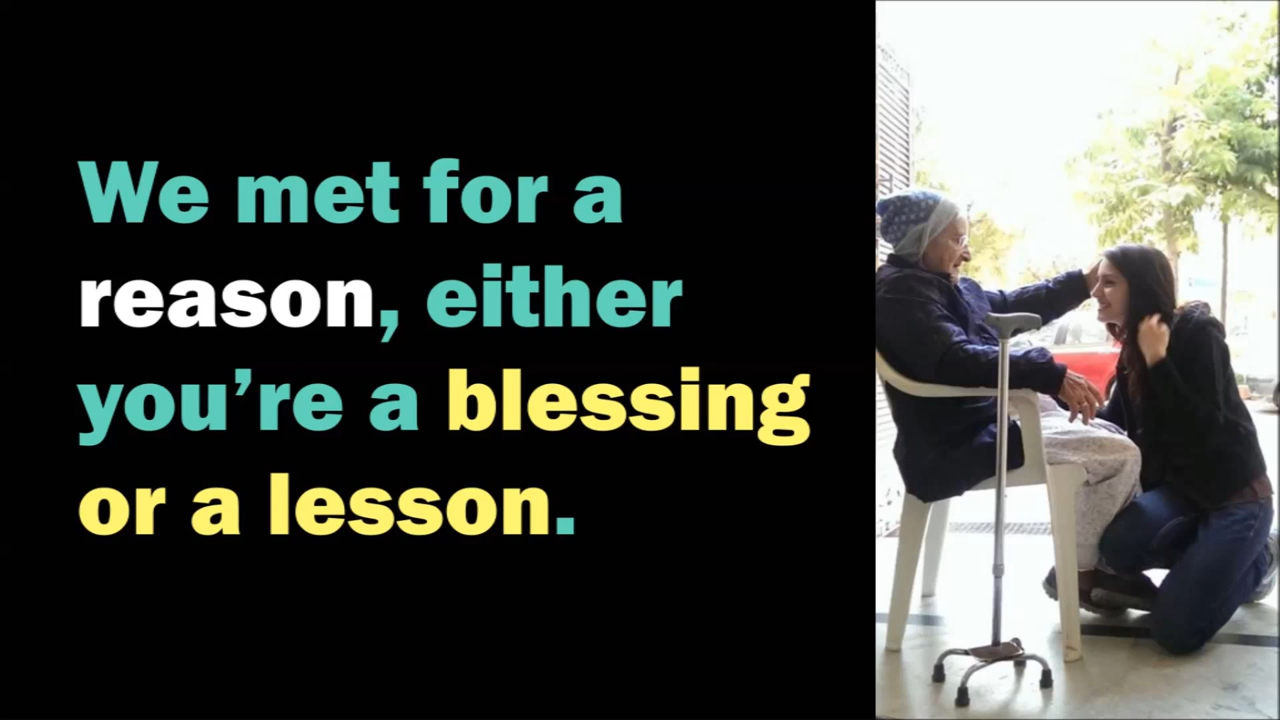 We met for a
reason, either
you’re a blessing
or a lesson.